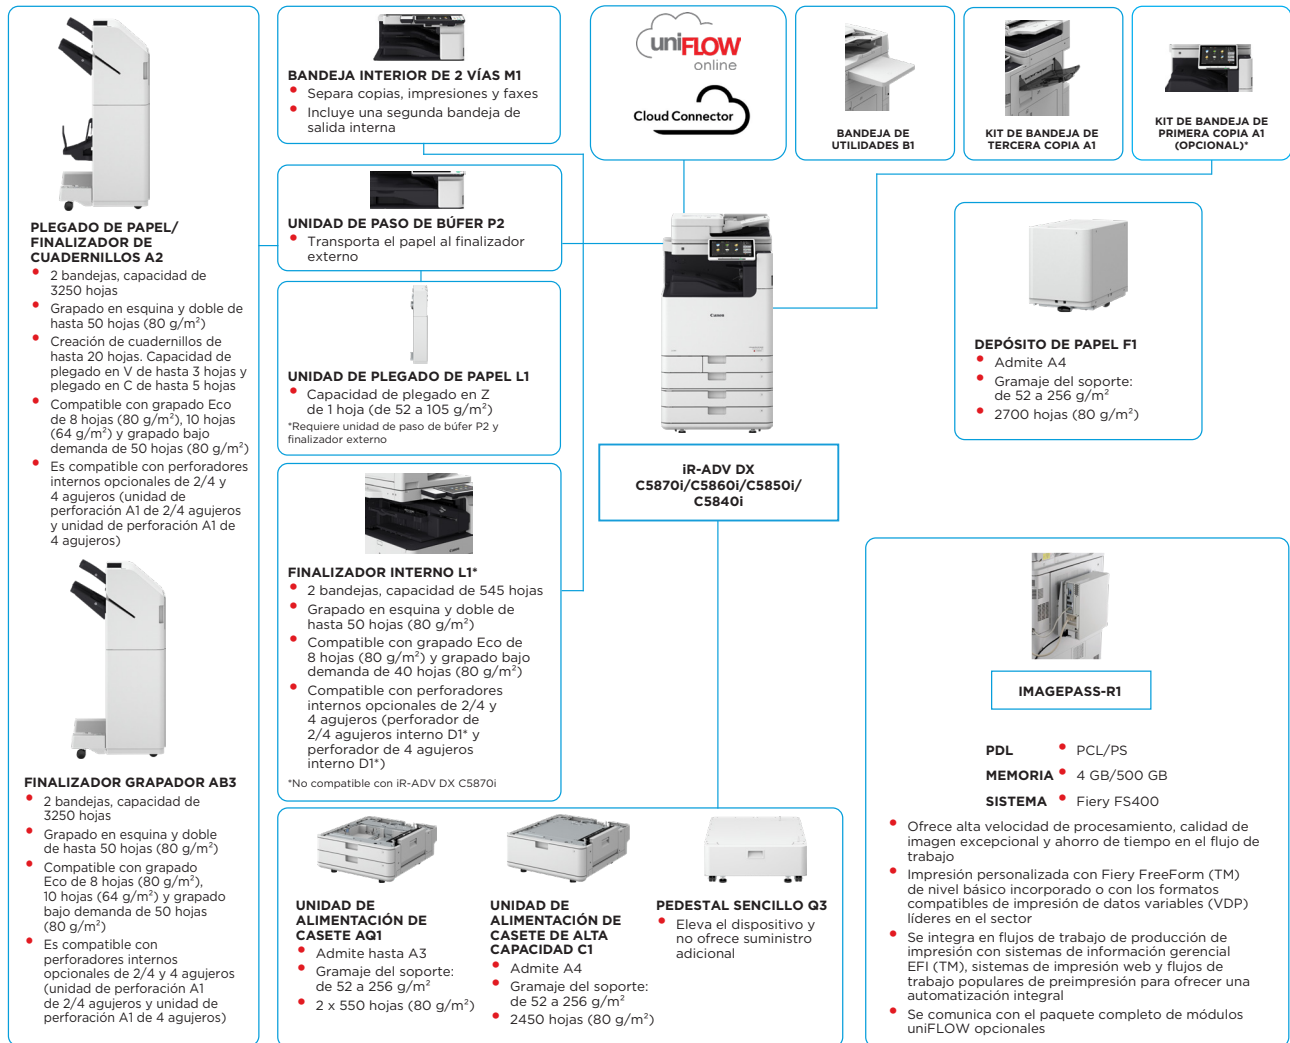 PLEGADO DE PAPEL/
FINALIZADOR DE
CUADERNILLOS A2
• 2 bandejas, capacidad de
3250 hojas
• Grapado en esquina y doble de
hasta 50 hojas (80 g/m²)
• Creación de cuadernillos de
hasta 20 hojas. Capacidad de
plegado en V de hasta 3 hojas y
plegado en C de hasta 5 hojas
• Compatible con grapado Eco
de 8 hojas (80 g/m²), 10 hojas
(64 g/m²) y grapado bajo
demanda de 50 hojas (80 g/m²)
• Es compatible con perforadores
internos opcionales de 2/4 y
4 agujeros (unidad de
perforación A1 de 2/4 agujeros
y unidad de perforación A1 de
4 agujeros)
FINALIZADOR GRAPADOR AB3
• 2 bandejas, capacidad de
3250 hojas
• Grapado en esquina y doble
de hasta 50 hojas (80 g/m²)
• Compatible con grapado
Eco de 8 hojas (80 g/m²),
10 hojas (64 g/m²) y grapado
bajo demanda de 50 hojas
(80 g/m²)
• Es compatible con
perforadores internos
opcionales de 2/4 y 4 agujeros
(unidad de perforación A1
de 2/4 agujeros y unidad de
perforación A1 de 4 agujeros)
BANDEJA INTERIOR DE 2 VÍAS M1
• Separa copias, impresiones y faxes
• Incluye una segunda bandeja de
salida interna
UNIDAD DE PASO DE BÚFER P2
• Transporta el papel al finalizador
externo
UNIDAD DE PLEGADO DE PAPEL L1
• Capacidad de plegado en Z
de 1 hoja (de 52 a 105 g/m²)
*Requiere unidad de paso de búfer P2 y
finalizador externo
FINALIZADOR INTERNO L1*
• 2 bandejas, capacidad de 545 hojas
• Grapado en esquina y doble de
hasta 50 hojas (80 g/m²)
• Compatible con grapado Eco de
8 hojas (80 g/m²) y grapado bajo
demanda de 40 hojas (80 g/m²)
• Compatible con perforadores
internos opcionales de 2/4 y
4 agujeros (perforador de
2/4 agujeros interno D1* y
perforador de 4 agujeros
interno D1*)
*No compatible con iR-ADV DX C5870i
uniFLOW
online
Cloud Connector
BANDEJA DE
UTILIDADES B1
KIT DE BANDEJA DE
TERCERA COPIA A1
KIT DE BANDEJA DE
PRIMERA COPIA A1
(OPCIONAL)*
Canon
iR-ADV DX
C5870i/C5860i/C5850i/
C5840i
DEPÓSITO DE PAPEL F1
• Admite A4
• Gramaje del soporte:
de 52 a 256 g/m²
• 2700 hojas (80 g/m²)
UNIDAD DE
ALIMENTACIÓN DE
CASETE AQ1
• Admite hasta A3
• Gramaje del soporte:
de 52 a 256 g/m²
• 2 x 550 hojas (80 g/m²)
UNIDAD DE
ALIMENTACIÓN DE
CASETE DE ALTA
CAPACIDAD C1
• Admite A4
• Gramaje del soporte:
de 52 a 256 g/m²
• 2450 hojas (80 g/m²)
PEDESTAL SENCILLO Q3
• Eleva el dispositivo y
no ofrece suministro
adicional
IMAGEPASS-R1
PDL • PCL/PS
MEMORIA • 4 GB/500 GB
SISTEMA • Fiery FS400
• Ofrece alta velocidad de procesamiento, calidad de
imagen excepcional y ahorro de tiempo en el flujo de
trabajo
• Impresión personalizada con Fiery FreeForm (TM)
de nivel básico incorporado o con los formatos
compatibles de impresión de datos variables (VDP)
líderes en el sector
• Se integra en flujos de trabajo de producción de
impresión con sistemas de información gerencial
EFI (TM), sistemas de impresión web y flujos de
trabajo populares de preimpresión para ofrecer una
automatización integral
• Se comunica con el paquete completo de módulos
uniFLOW opcionales